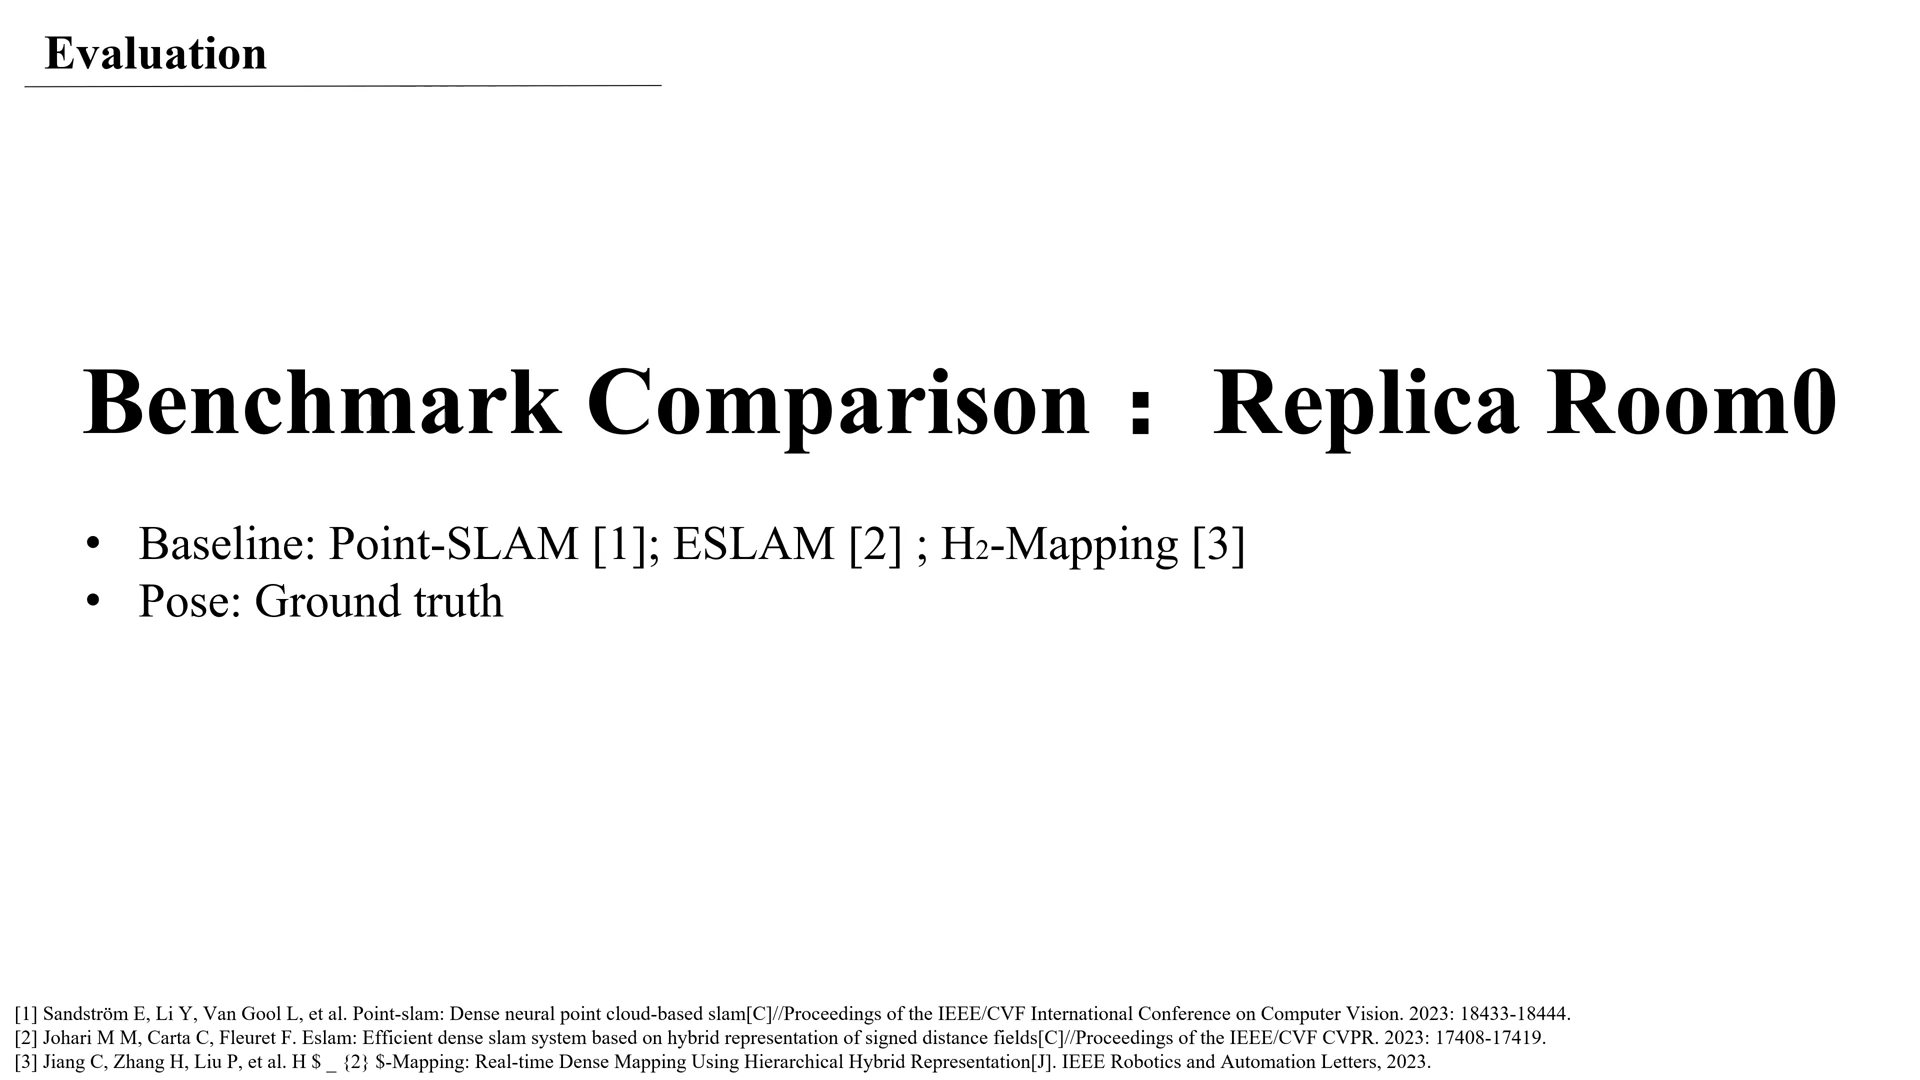 Evaluation
Benchmark Comparison ：Replica Room0
• Baseline: Point-SLAM [1]; ESLAM [2] ; H2-Mapping [3]
• Pose: Ground truth
[1] Sandström E, Li Y, Van Gool L, et al. Point-slam: Dense neural point cloud-based slam[C]//Proceedings of the IEEE/CVF International Conference on Computer Vision. 2023: 18433-18444.
[2] Johari M M, Carta C, Fleuret F. Eslam: Efficient dense slam system based on hybrid representation of signed distance fields[C]//Proceedings of the IEEE/CVF CVPR. 2023: 17408-17419.
[3] Jiang C, Zhang H, Liu P, et al. H $ _ {2} $-Mapping: Real-time Dense Mapping Using Hierarchical Hybrid Representation[J]. IEEE Robotics and Automation Letters, 2023.